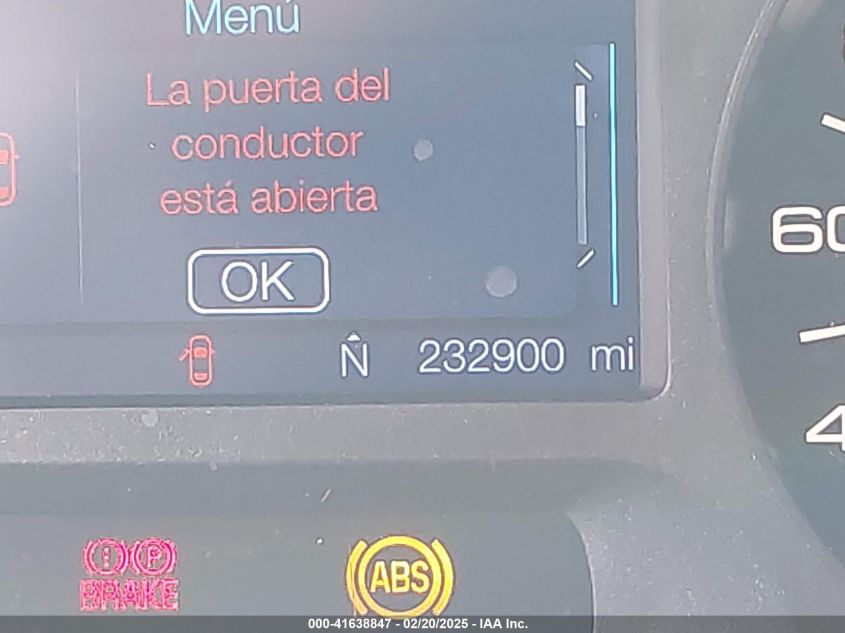 Menú
La puerta del
conductor
está abierta
OK
N 232900 mi
60
4
BRAKE
ABS
000-41638847 - 02/20/2025 - IAA Inc.